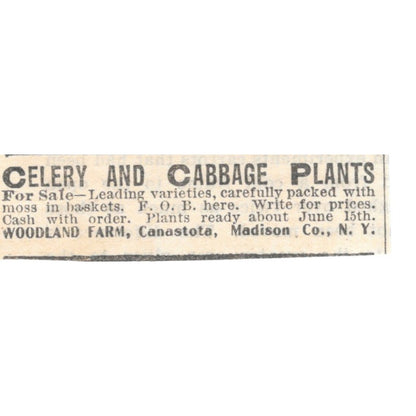 CELERY AND CABBAGE PLANTS
For Sale—Leading varieties, carefully packed with
moss in baskets. F. O. B. here. Write for prices.
Cash with order. Plants ready about June 15th.
WOODLAND FARM, Canastota, Madison Co., N. Y.